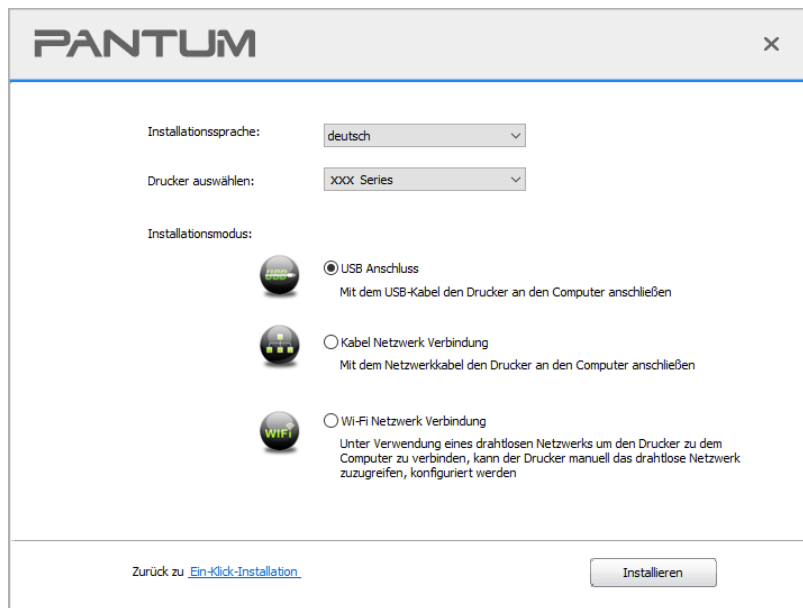 PANTUM
Installationssprache:
deutsch
Drucker auswählen:
XXX Series
Installationsmodus:
USB
USB Anschluss
Mit dem USB-Kabel den Drucker an den Computer anschließen
Kabel Netzwerk Verbindung
Mit dem Netzwerkkabel den Drucker an den Computer anschließen
WIFI
Wi-Fi Netzwerk Verbindung
Unter Verwendung eines drahtlosen Netzwerks um den Drucker zu dem
Computer zu verbinden, kann der Drucker manuell das drahtlose Netzwerk
zuzugreifen, konfiguriert werden
Zurück zu Ein-Klick-Installation
Installieren